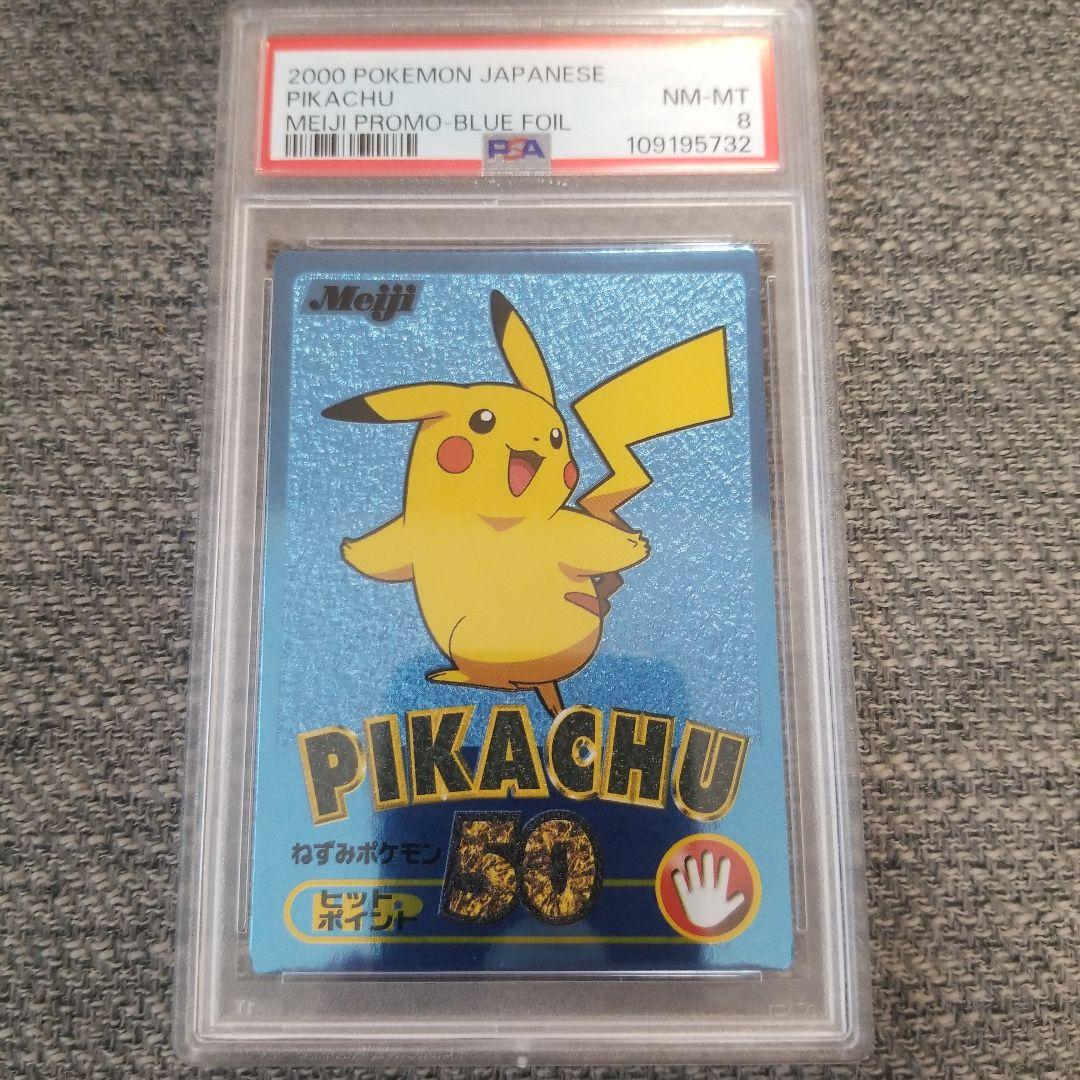 2000 POKEMON JAPANESE
PIKACHU
NM-MT
MEIJI PROMO-BLUE FOIL
8
PSA
109195732
Meiji
PIKACHU
50
ねずみポケモン
ヒット
ポイント